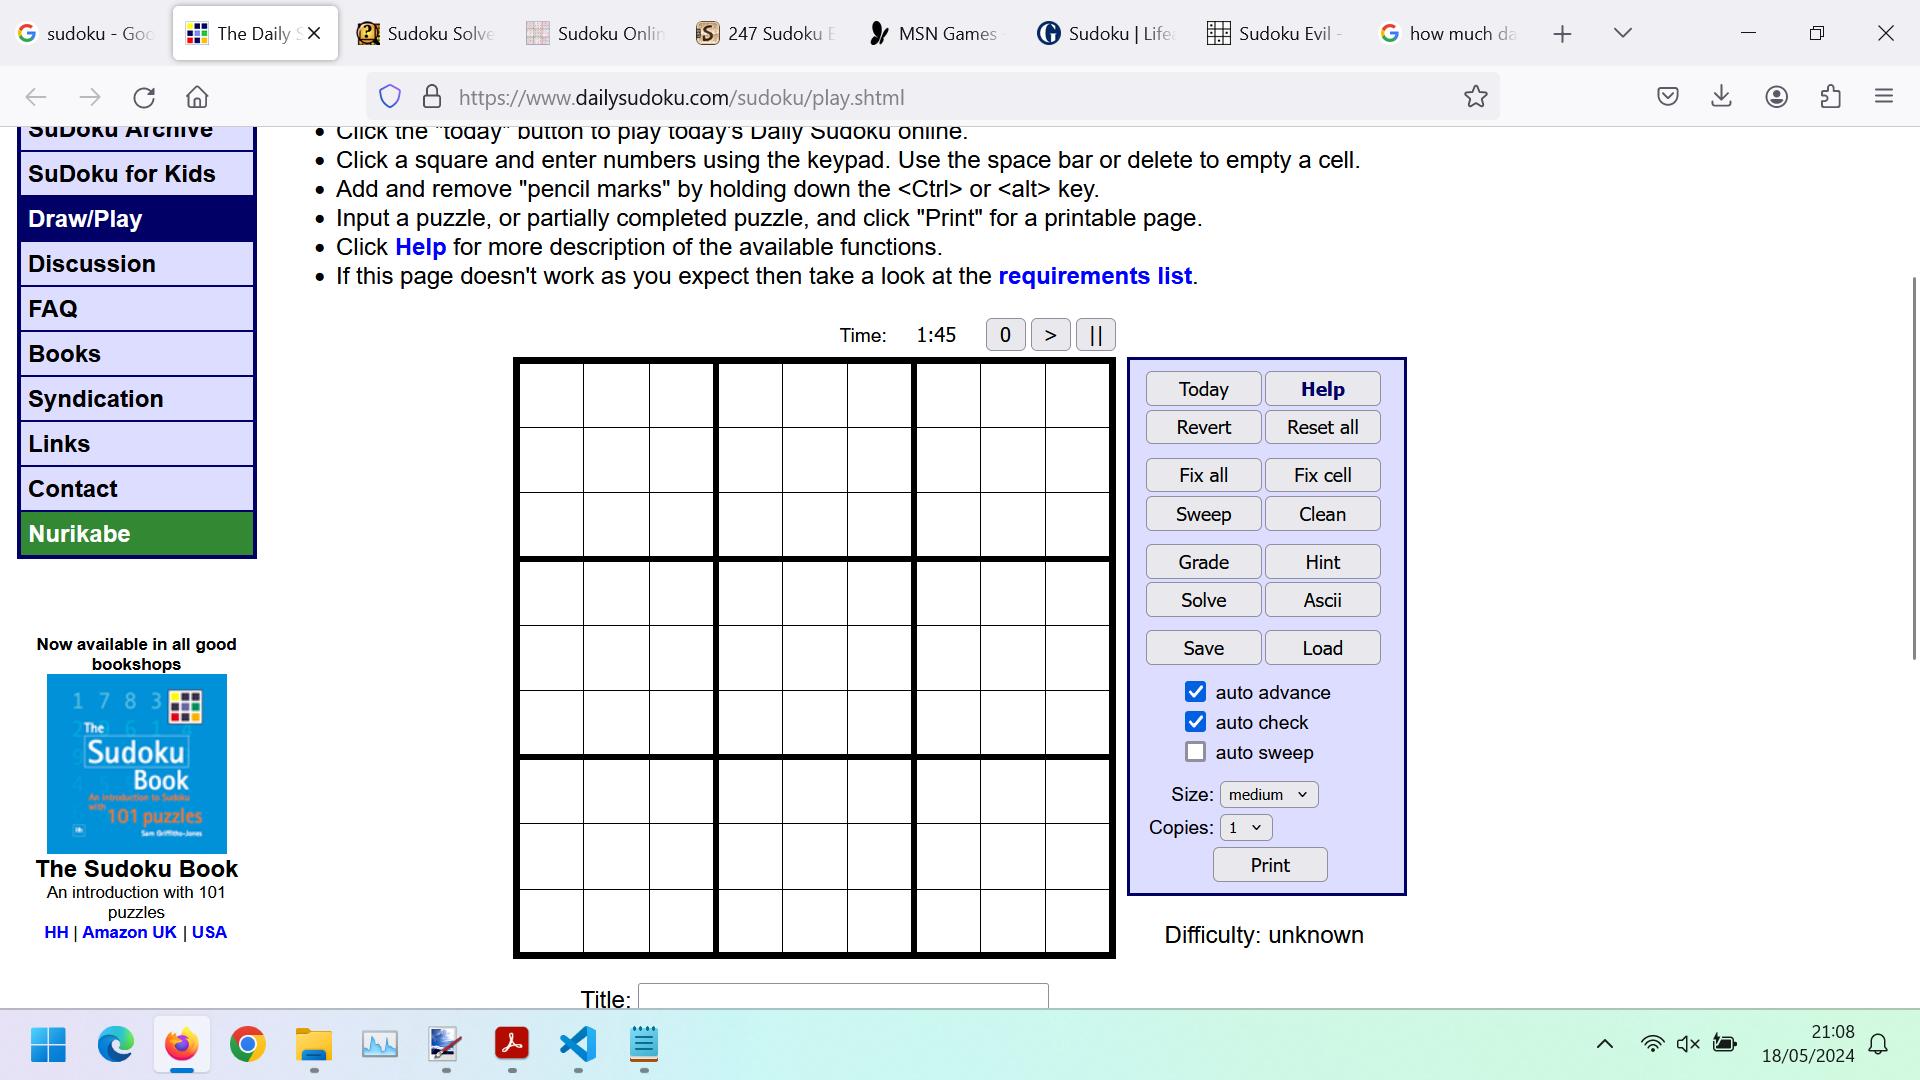 sudoku - Goo
The Daily S
Sudoku Solve
Sudoku Onlin
247 Sudoku E
MSN Games -
Sudoku | Lifea
Sudoku Evil -
how much da
https://www.dailysudoku.com/sudoku/play.shtml
SuDoku Archive
SuDoku for Kids
Draw/Play
Discussion
FAQ
Books
Syndication
Links
Contact
Nurikabe
Now available in all good
bookshops
The
Sudoku
Book
An introduction to Sudoku
with 101 puzzles
Sam Griffiths-Jones
The Sudoku Book
An introduction with 101
puzzles
HH | Amazon UK | USA
• Click the "today" button to play today's Daily Sudoku online.
• Click a square and enter numbers using the keypad. Use the space bar or delete to empty a cell.
• Add and remove "pencil marks" by holding down the <Ctrl> or <alt> key.
• Input a puzzle, or partially completed puzzle, and click "Print" for a printable page.
• Click Help for more description of the available functions.
• If this page doesn't work as you expect then take a look at the requirements list.
Time: 1:45 0 > ||
Today Help
Revert Reset all
Fix all Fix cell
Sweep Clean
Grade Hint
Solve Ascii
Save Load
auto advance
auto check
auto sweep
Size: medium
Copies: 1
Print
Difficulty: unknown
Title:
21:08
18/05/2024